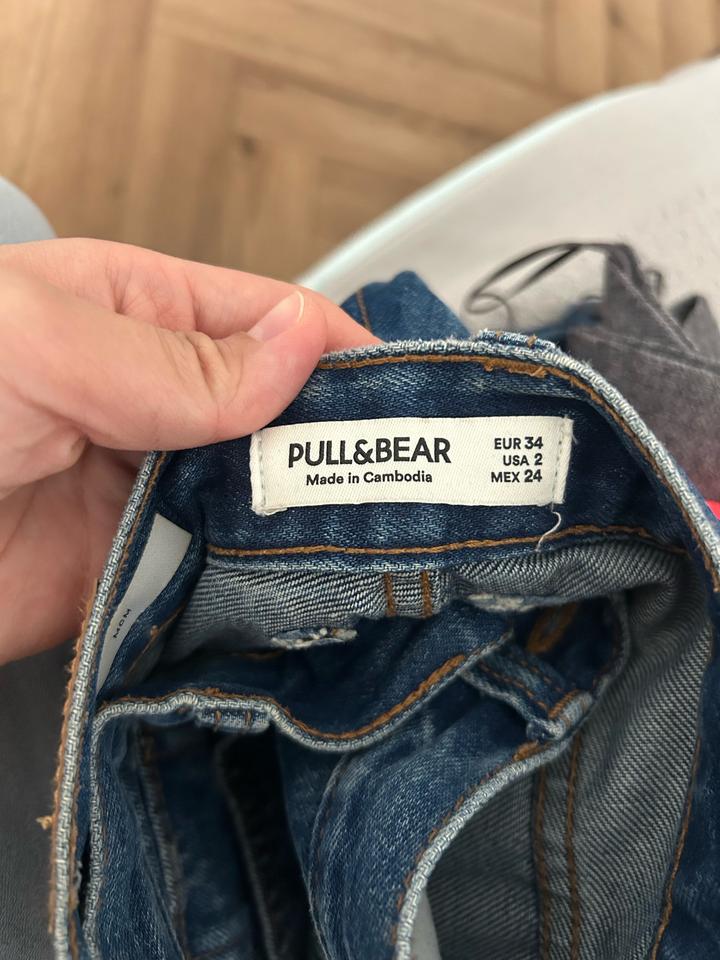 PULL&BEAR
Made in Cambodia
EUR 34
USA 2
MEX 24